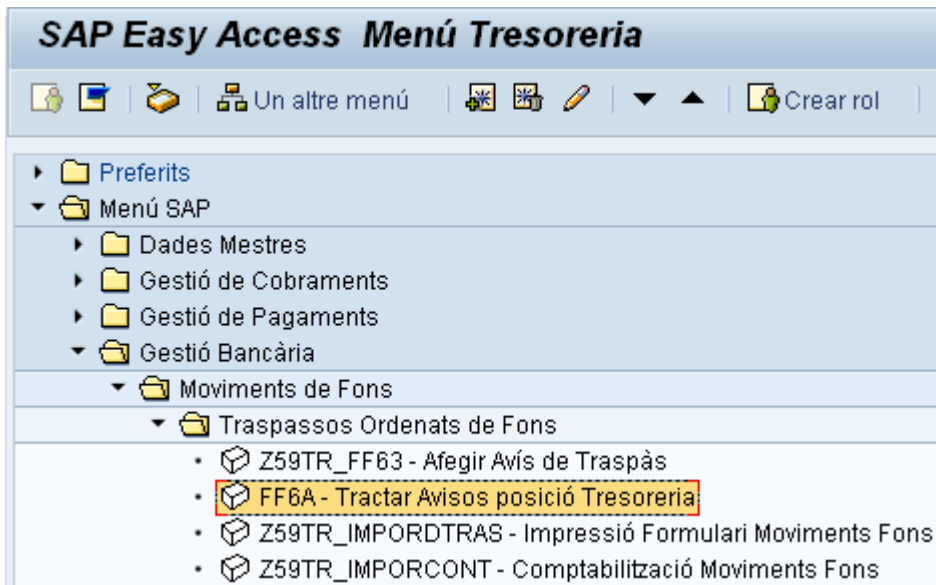 SAP Easy Access Menú Tresoreria
Un altre menú Crear rol
Preferits
Menú SAP
Dades Mestres
Gestió de Cobraments
Gestió de Pagaments
Gestió Bancària
Moviments de Fons
Traspassos Ordenats de Fons
Z59TR_FF63 - Afegir Avís de Traspàs
FF6A - Tractar Avisos posició Tresoreria
Z59TR_IMPORDTRAS - Impressió Formulari Moviments Fons
Z59TR_IMPORCONT - Comptabilització Moviments Fons